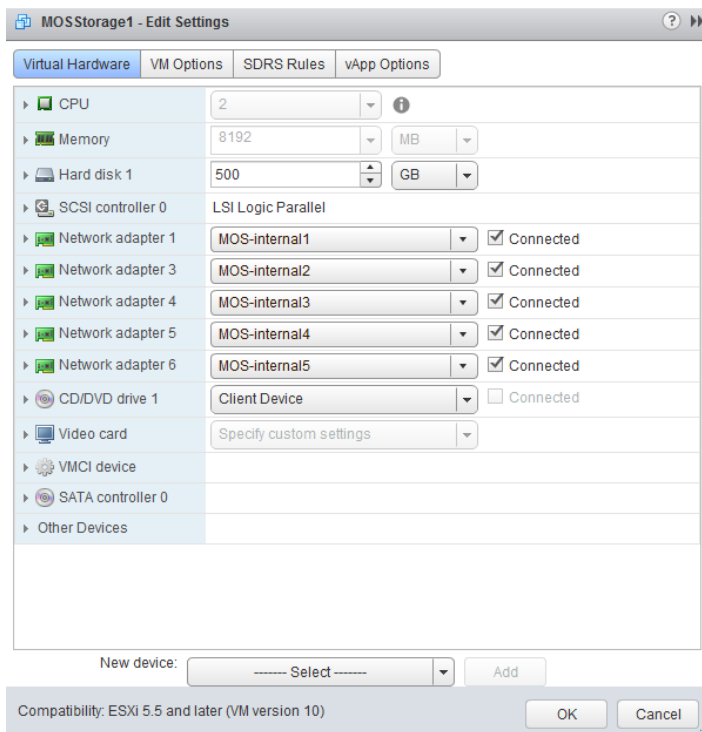 MOSStorage1 - Edit Settings ?
Virtual Hardware VM Options SDRS Rules vApp Options
CPU 2
Memory 8192 MB
Hard disk 1 500 GB
SCSI controller 0 LSI Logic Parallel
Network adapter 1 MOS-internal1 Connected
Network adapter 3 MOS-internal2 Connected
Network adapter 4 MOS-internal3 Connected
Network adapter 5 MOS-internal4 Connected
Network adapter 6 MOS-internal5 Connected
CD/DVD drive 1 Client Device Connected
Video card Specify custom settings
VMCI device
SATA controller 0
Other Devices
New device: ------- Select ------- Add
Compatibility: ESXi 5.5 and later (VM version 10) OK Cancel